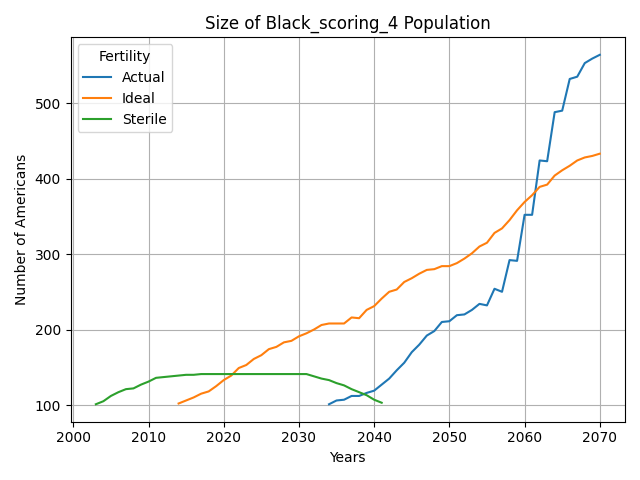 Size of Black_scoring_4 Population
Fertility
Actual
Ideal
Sterile
Number of Americans
500
400
300
200
100
2000 2010 2020 2030 2040 2050 2060 2070
Years